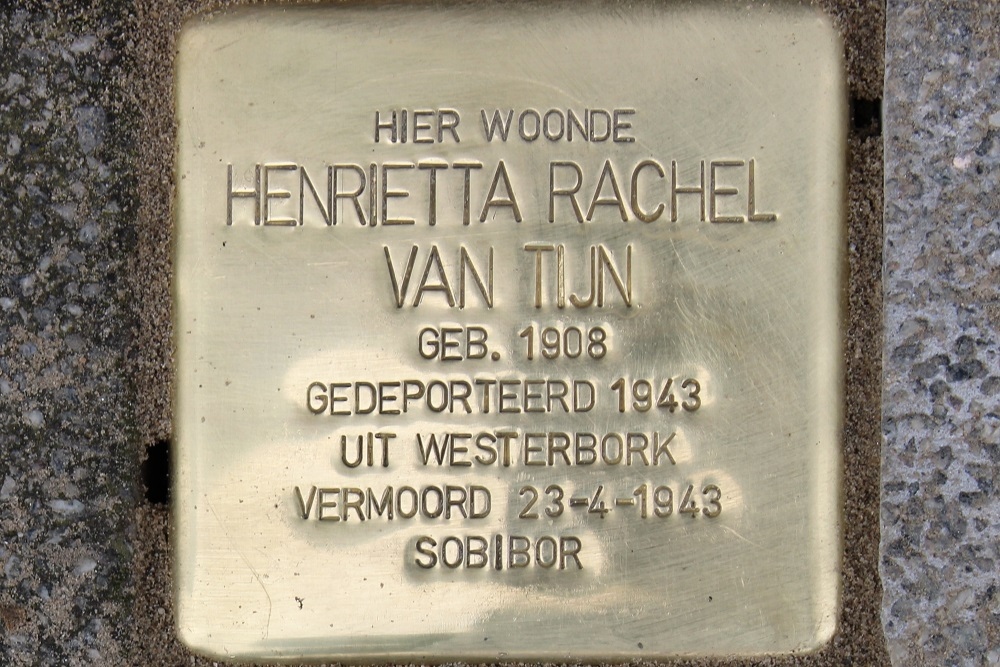 HIER WOONDE
HENRIETTA RACHEL
VAN TIJN
GEB. 1908
GEDEPORTEERD 1943
UIT WESTERBORK
VERMOORD 23-4-1943
SOBIBOR